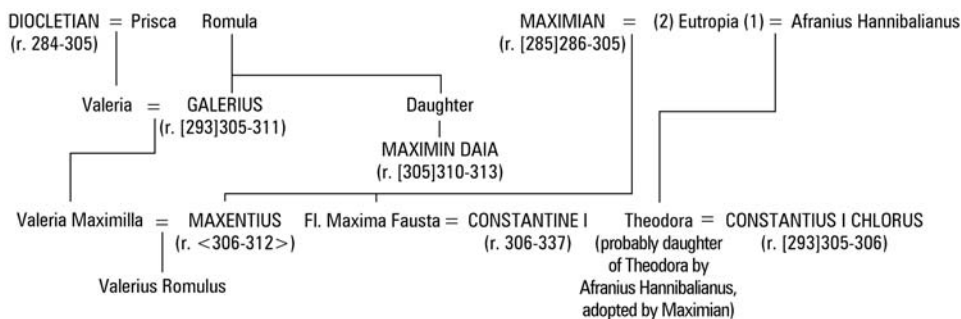 DIOCLETIAN = Prisca Romula MAXIMIAN = (2) Eutropia (1) = Afranius Hannibalianus
(r. 284-305) (r. [285]286-305)
Valeria = GALERIUS Daughter
(r. [293]305-311)
MAXIMIN DAIA
(r. [305]310-313)
Valeria Maximilla = MAXENTIUS Fl. Maxima Fausta = CONSTANTINE I Theodora = CONSTANTIUS I CHLORUS
(r. <306-312>) (r. 306-337) (probably daughter (r. [293]305-306)
of Theodora by
Valerius Romulus Afranius Hannibalianus,
adopted by Maximian)